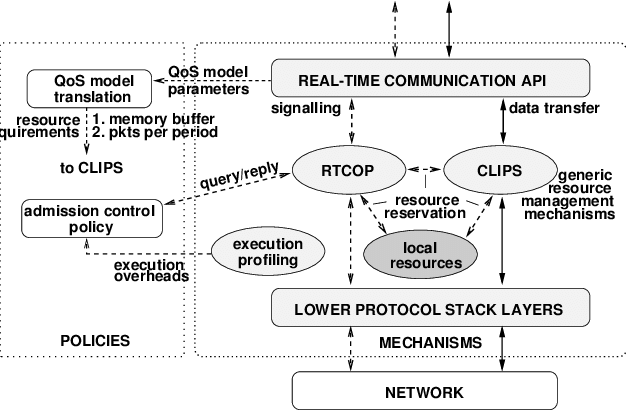 QoS model
parameters
REAL-TIME COMMUNICATION API
QoS model
translation
signalling
data transfer
resource
quirements
1. memory buffer
2. pkts per period
to CLIPS
query/reply
RTCOP
CLIPS
generic
resource
management
mechanisms
resource
reservation
admission control
policy
execution
profiling
local
resources
execution
overheads
LOWER PROTOCOL STACK LAYERS
POLICIES
MECHANISMS
NETWORK